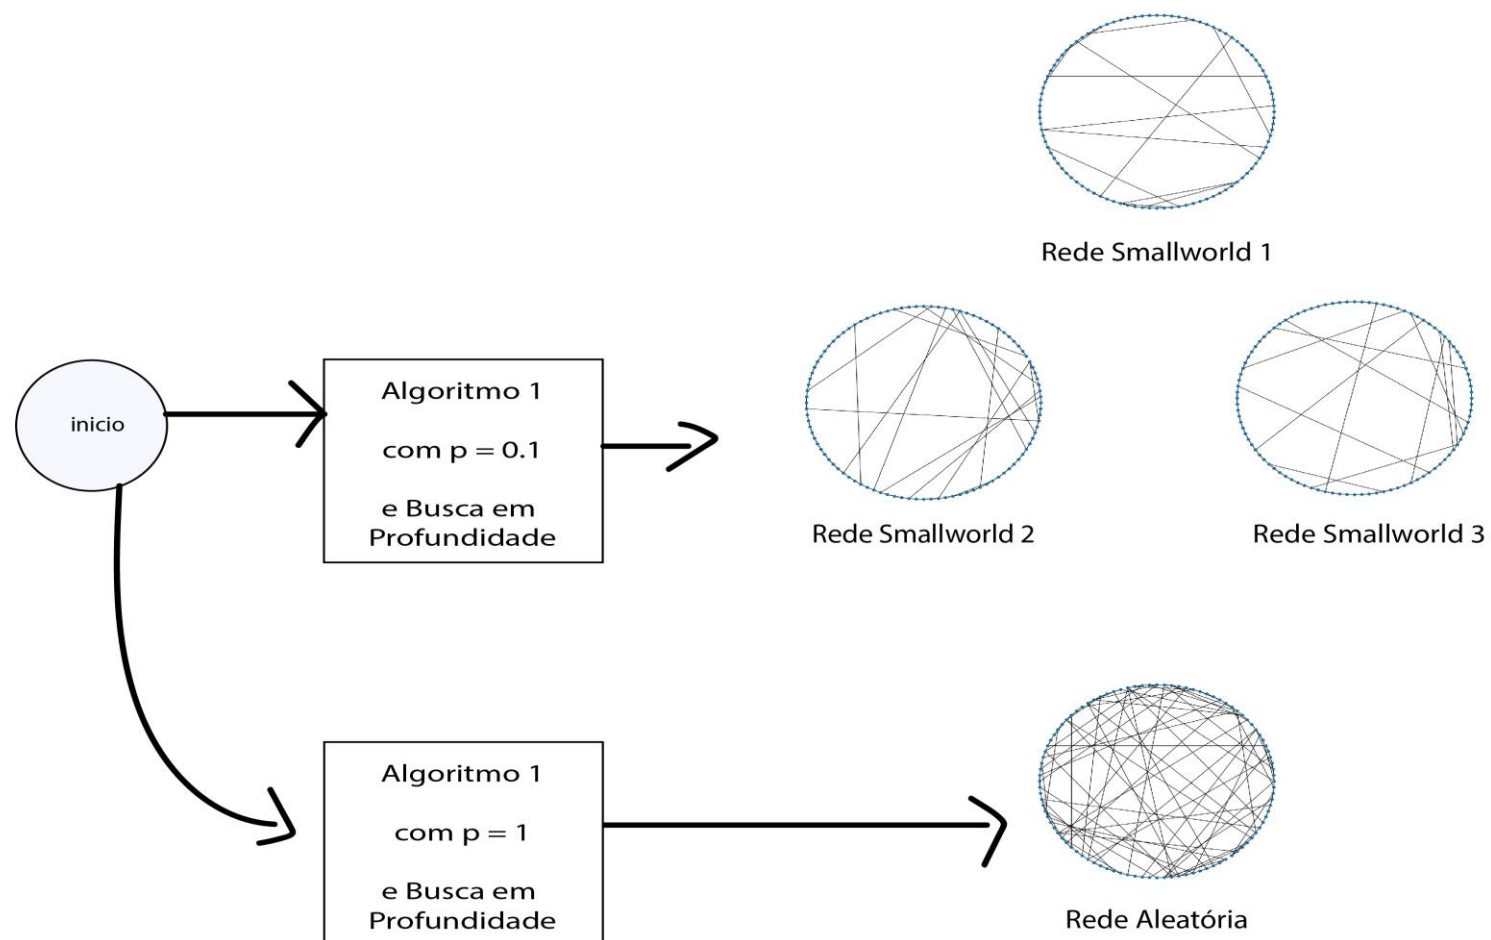 Rede Smallworld 1
inicio
Algoritmo 1
com p = 0.1
e Busca em
Profundidade
Rede Smallworld 2
Rede Smallworld 3
Algoritmo 1
com p = 1
e Busca em
Profundidade
Rede Aleatória